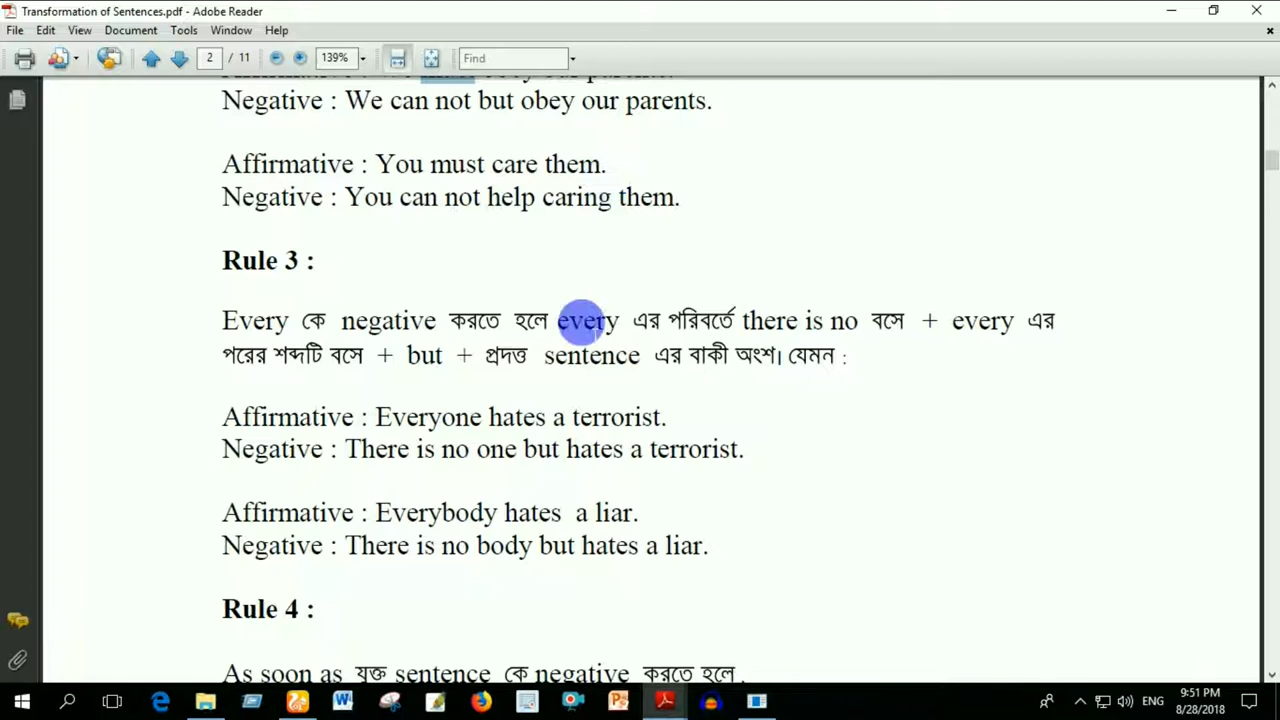 Transformation of Sentences.pdf - Adobe Reader
File Edit View Document Tools Window Help
2 / 11 139% Find
obey our parents.
Negative : We can not but obey our parents.
Affirmative : You must care them.
Negative : You can not help caring them.
Rule 3 :
Every কে negative করতে হলে every এর পরিবর্তে there is no বসে + every এর
পরের শব্দটি বসে + but + প্রদত্ত sentence এর বাকী অংশ। যেমন :
Affirmative : Everyone hates a terrorist.
Negative : There is no one but hates a terrorist.
Affirmative : Everybody hates a liar.
Negative : There is no body but hates a liar.
Rule 4 :
As soon as যুক্ত sentence কে negative করতে হলে
ENG 9:51 PM
8/28/2018